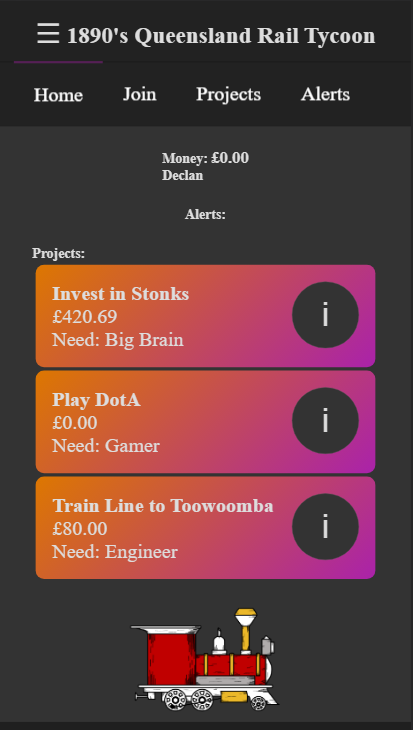 ☰ 1890's Queensland Rail Tycoon
Home Join Projects Alerts
Money: £0.00
Declan
Alerts:
Projects:
Invest in Stonks
£420.69
Need: Big Brain
i
Play DotA
£0.00
Need: Gamer
i
Train Line to Toowoomba
£80.00
Need: Engineer
i